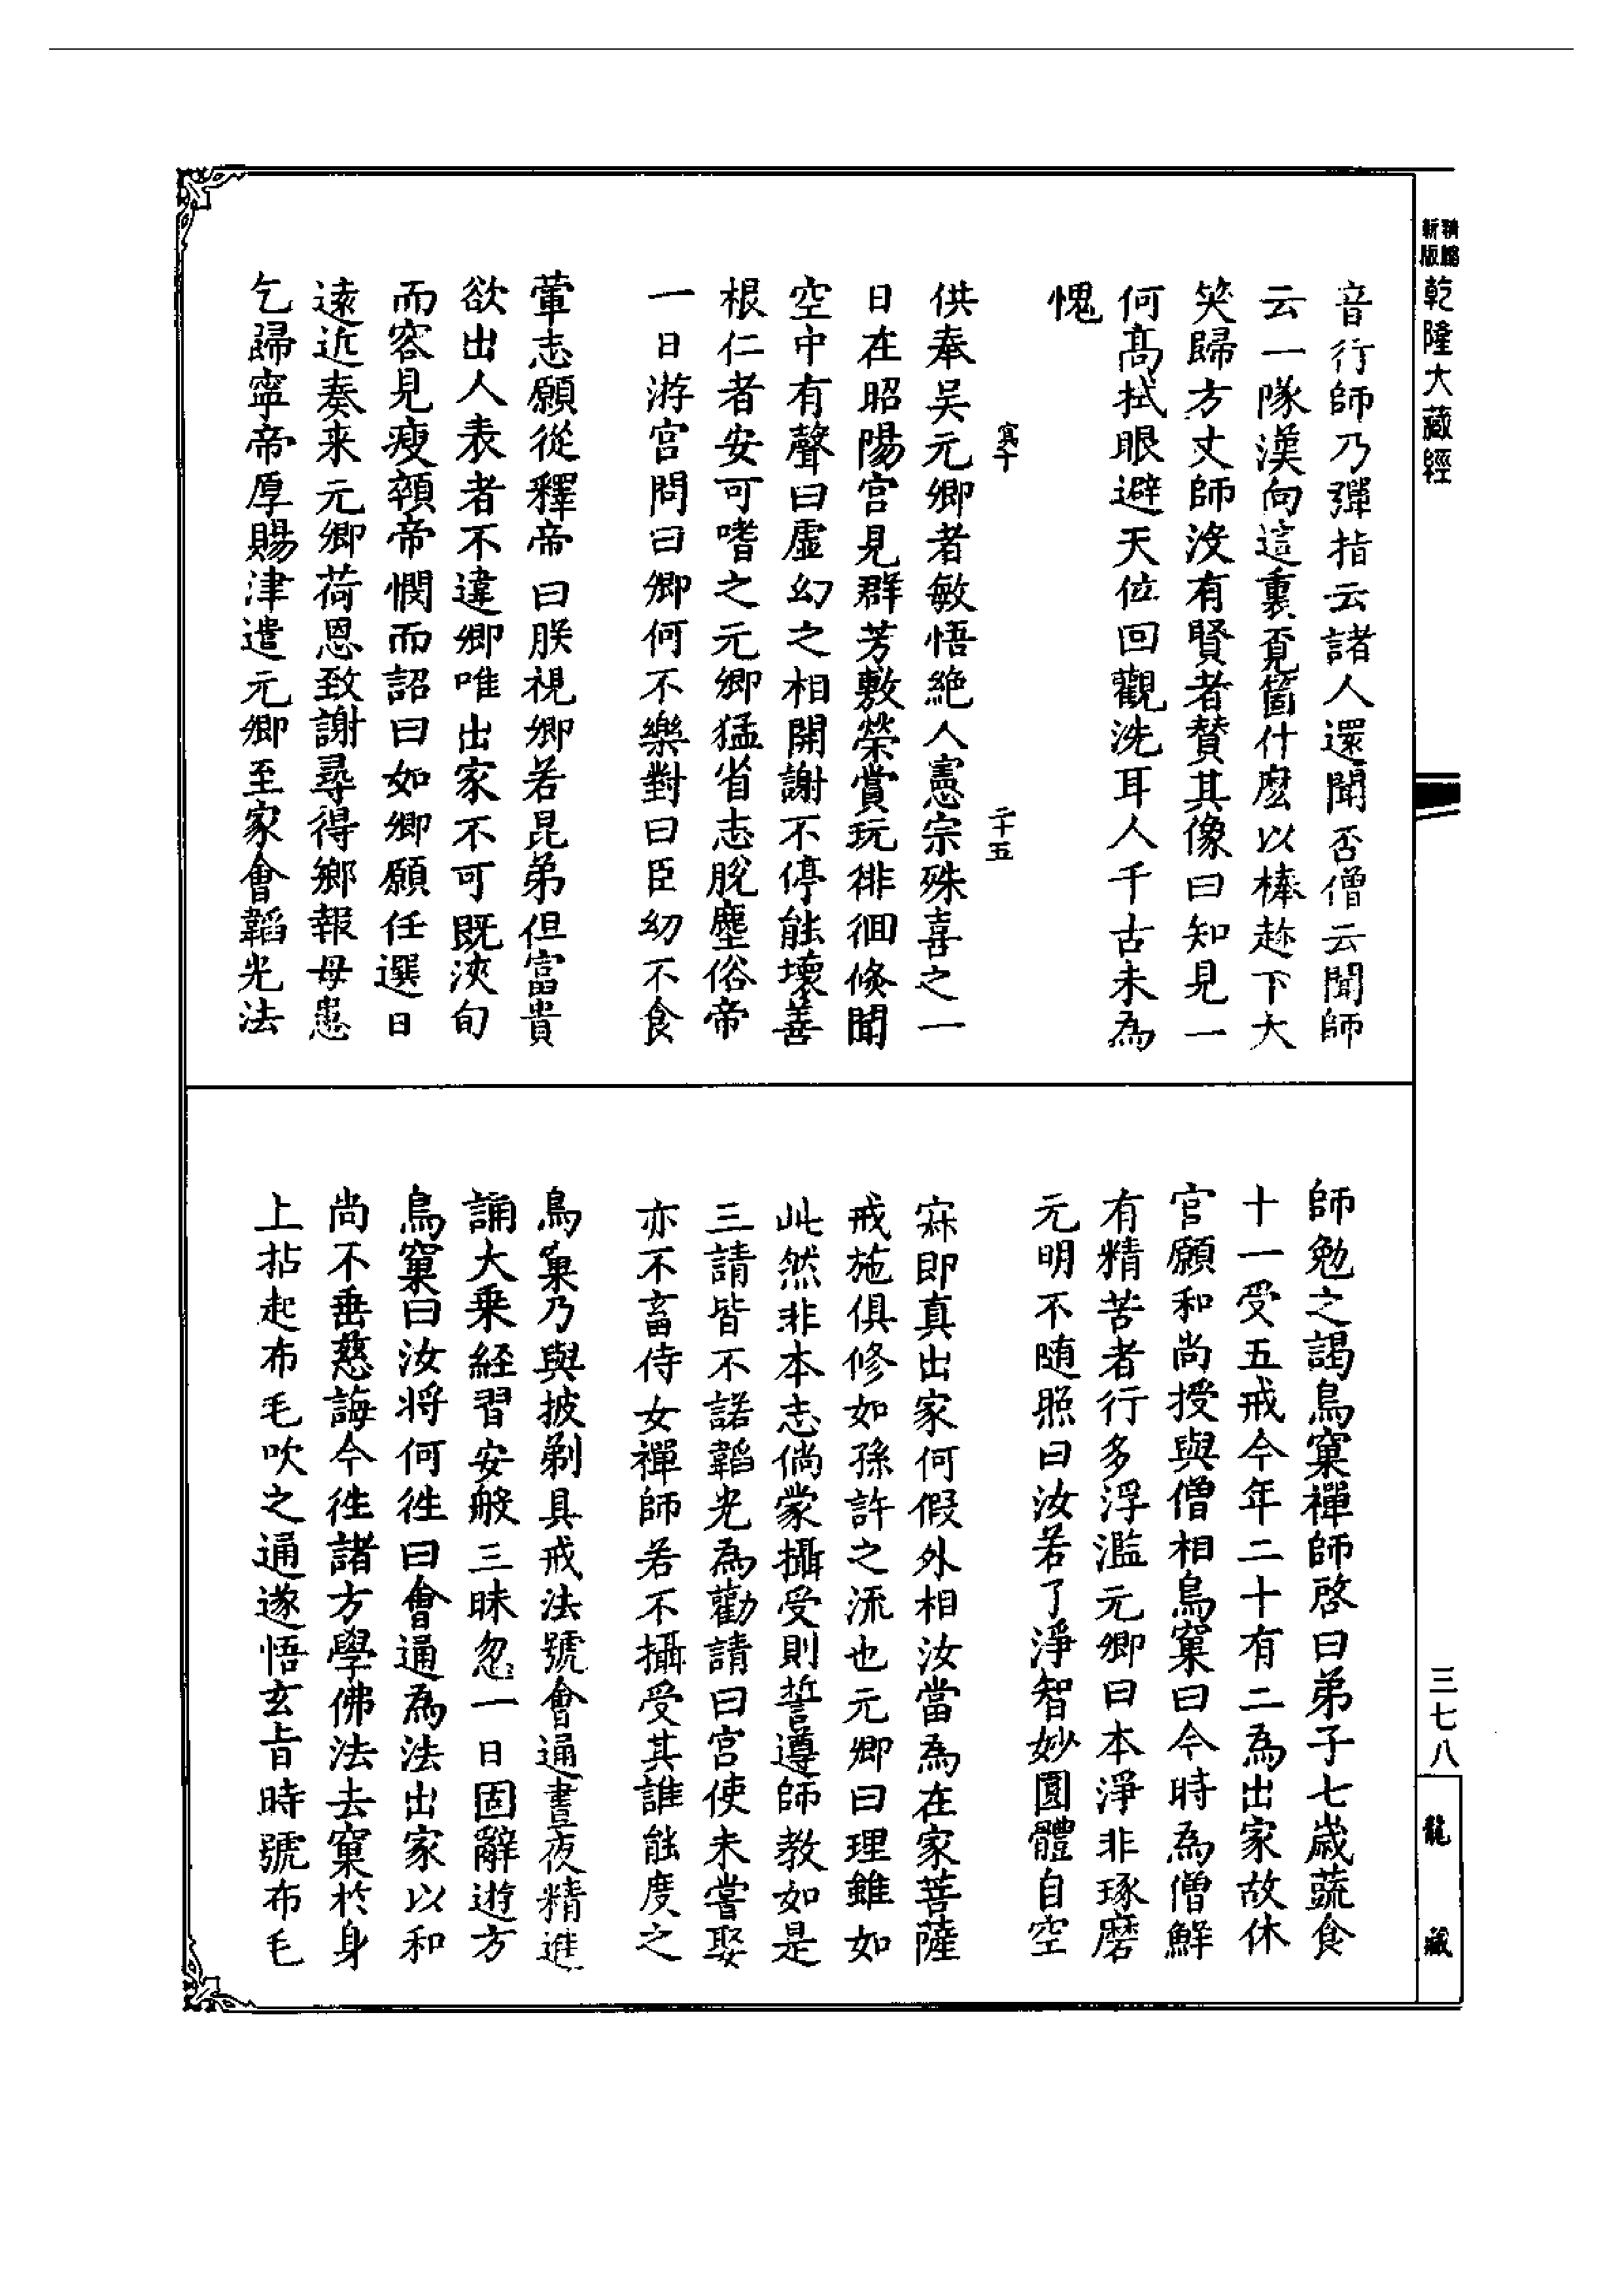 精縮新版
乾隆大藏經
音行師乃彈指云諸人還聞否僧云聞師
云一隊漢向這裏覓箇什麽以棒趂下大
笑歸方丈師沒有賢者賛其像曰知見一
何高拭眼避天位回觀洗耳人千古未為
愧
冥十
二十五
供奉吳元卿者敏悟絶人憲宗殊喜之一
日在昭陽宮見群芳敷榮賞玩徘徊倐聞
空中有聲曰虛幻之相開謝不停能壞善
根仁者安可嗜之元卿猛省志脫塵俗帝
一日游宮問曰卿何不樂對曰臣幼不食
葷志願從釋帝曰朕視卿若昆弟但富貴
欲出人表者不違卿唯出家不可既浹旬
而容見瘦顇帝憫而詔曰如卿願任選日
遠近奏来元卿荷恩致謝尋得鄉報母患
乞歸寧帝厚賜津遣元卿至家會韜光法
師勉之謁鳥窠禪師啓曰弟子七歲蔬食
十一受五戒今年二十有二為出家故休
官願和尚授與僧相鳥窠曰今時為僧鮮
有精苦者行多浮濫元卿曰本淨非琢磨
元明不随照曰汝若了淨智妙圓體自空
寂即真出家何假外相汝當為在家菩薩
戒施俱修如孫許之流也元卿曰理雖如
此然非本志倘蒙攝受則誓遵師教如是
三請皆不諾韜光為勸請曰宮使未嘗娶
亦不畜侍女禪師若不攝受其誰能度之
鳥窠乃與披剃具戒法號會通晝夜精進
誦大乗経習安般三昧忽一日固辭遊方
鳥窠曰汝将何徃曰會通為法出家以和
尚不垂慈誨今徃諸方學佛法去窠於身
上拈起布毛吹之通遂悟玄旨時號布毛
三七八
龍藏